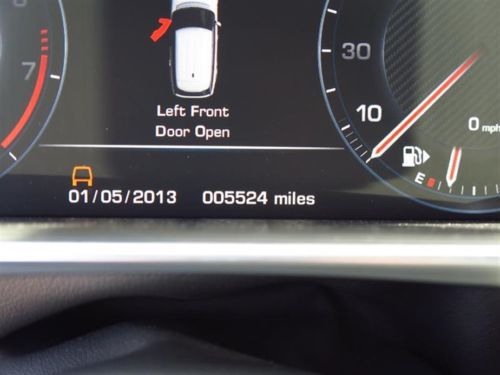 7
30
10
0 mph
Left Front
Door Open
E
01/05/2013 005524 miles